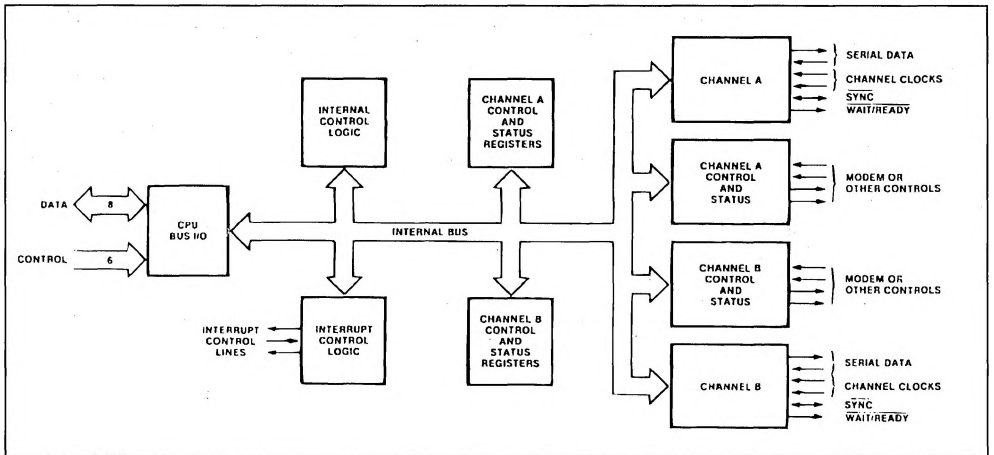 INTERNAL
CONTROL
LOGIC
CHANNEL A
CONTROL
AND
STATUS
REGISTERS
CHANNEL A
SERIAL DATA
CHANNEL CLOCKS
SYNC
WAIT/READY
CHANNEL A
CONTROL
AND
STATUS
MODEM OR
OTHER CONTROLS
DATA
8
CPU
BUS I/O
INTERNAL BUS
CONTROL
6
CHANNEL B
CONTROL
AND
STATUS
MODEM OR
OTHER CONTROLS
INTERRUPT
CONTROL
LINES
INTERRUPT
CONTROL
LOGIC
CHANNEL B
CONTROL
AND
STATUS
REGISTERS
CHANNEL B
SERIAL DATA
CHANNEL CLOCKS
SYNC
WAIT/READY